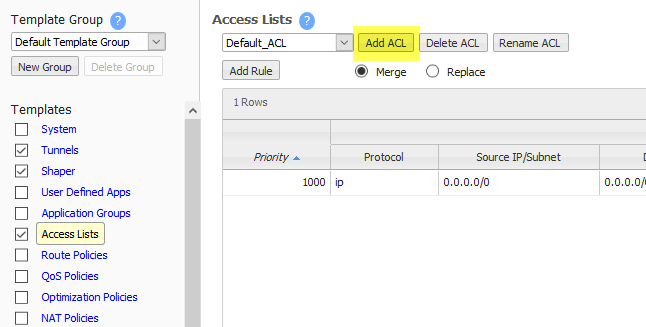 Template Group ?
Default Template Group
New Group Delete Group
Templates
System
Tunnels
Shaper
User Defined Apps
Application Groups
Access Lists
Route Policies
QoS Policies
Optimization Policies
NAT Policies
Access Lists ?
Default_ACL Add ACL Delete ACL Rename ACL
Add Rule Merge Replace
1 Rows
Priority Protocol Source IP/Subnet D
1000 ip 0.0.0.0/0 0.0.0.0/0